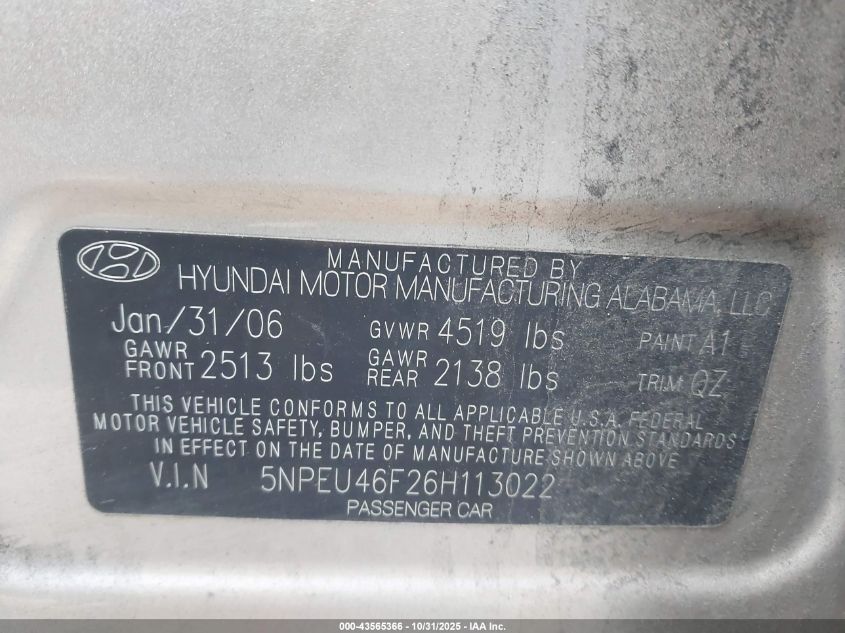 MANUFACTURED BY
HYUNDAI MOTOR MANUFACTURING ALABAMA, LLC
Jan/31/06 GVWR 4519 lbs PAINT A1
GAWR FRONT 2513 lbs GAWR REAR 2138 lbs TRIM QZ
THIS VEHICLE CONFORMS TO ALL APPLICABLE U.S.A. FEDERAL
MOTOR VEHICLE SAFETY, BUMPER, AND THEFT PREVENTION STANDARDS
IN EFFECT ON THE DATE OF MANUFACTURE SHOWN ABOVE
V.I.N 5NPEU46F26H113022
PASSENGER CAR
000-43565366 - 10/31/2025 - IAA Inc.